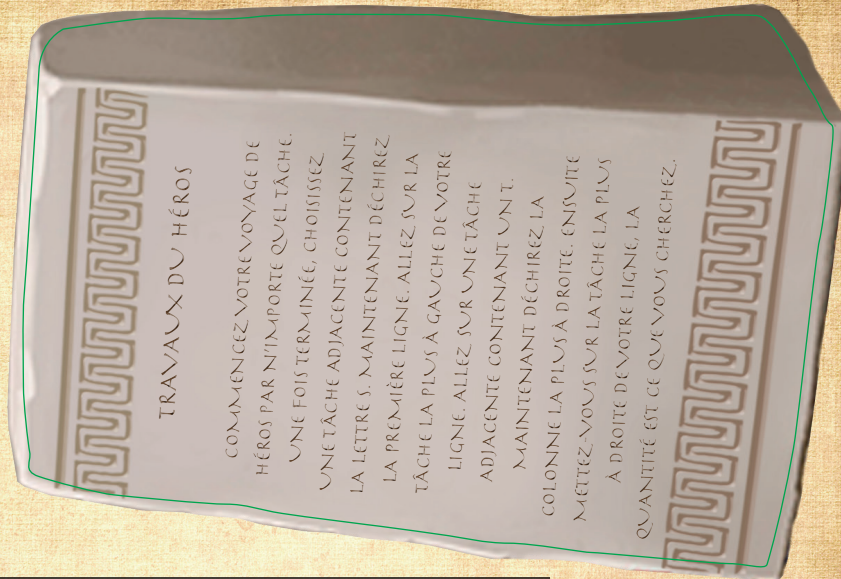 TRAVAUX DU HÉROS
COMMENCEZ VOTRE VOYAGE DE
HÉROS PAR N'IMPORTE QUEL TÂCHE.
UNE FOIS TERMINÉE, CHOISISSEZ
UNE TÂCHE ADJACENTE CONTENANT
LA LETTRE S. MAINTENANT DÉCHIREZ
LA PREMIÈRE LIGNE. ALLEZ SUR LA
TÂCHE LA PLUS À GAUCHE DE VOTRE
LIGNE. ALLEZ SUR UNE TÂCHE
ADJACENTE CONTENANT UN T.
MAINTENANT DÉCHIREZ LA
COLONNE LA PLUS À DROITE. ENSUITE
METTEZ-VOUS SUR LA TÂCHE LA PLUS
À DROITE DE VOTRE LIGNE, LA
QUANTITÉ EST CE QUE VOUS CHERCHEZ.